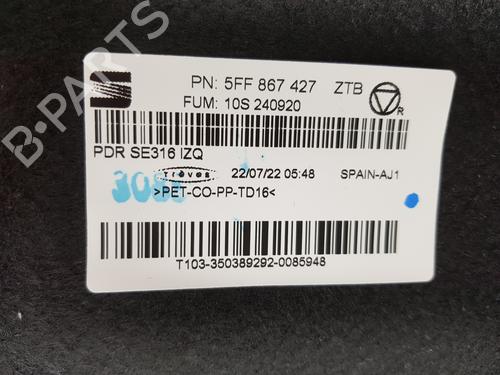 B-PARTS
PN: 5FF 867 427 ZTB
FUM: 10S 240920 R
PDR SE316 IZQ
22/07/22 05:48 SPAIN-AJ1
>PET-CO-PP-TD16<
T103-350389292-0085948